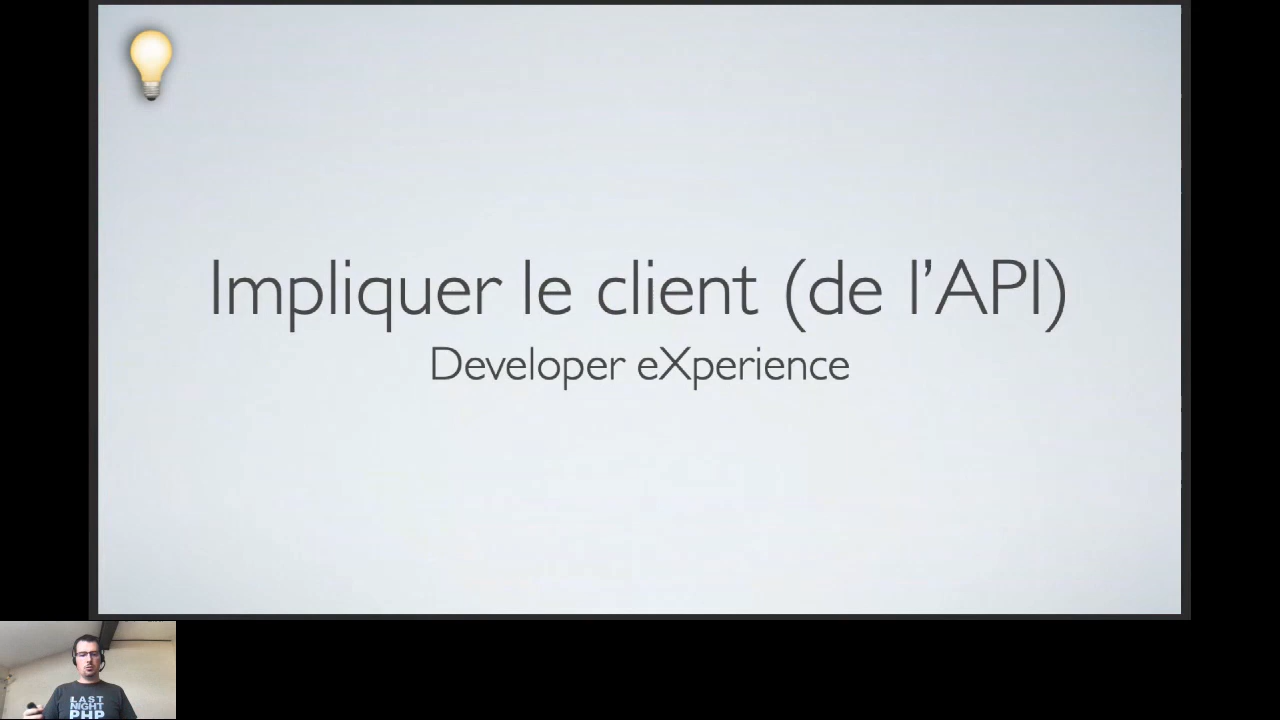 Impliquer le client (de l’API)
Developer eXperience
LAST
NIGHT
PHP